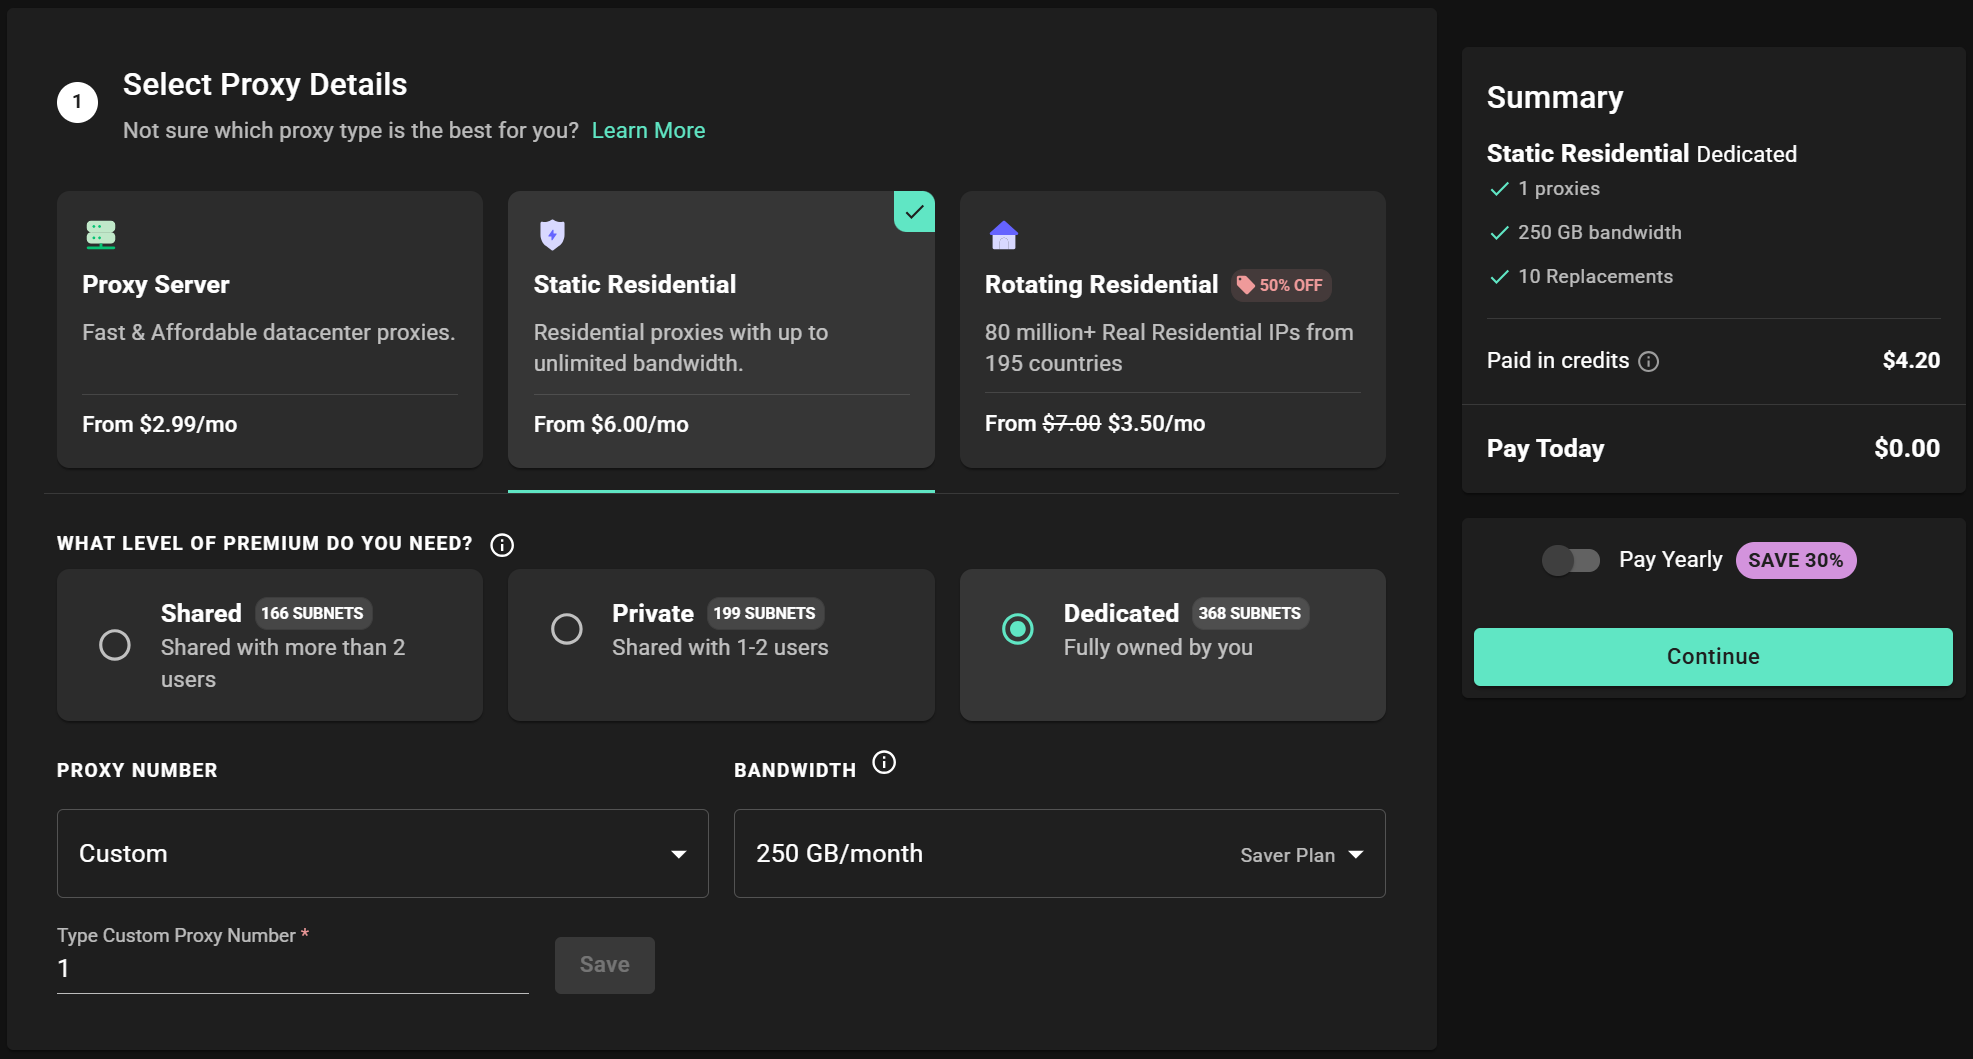 1
Select Proxy Details
Not sure which proxy type is the best for you? Learn More
Proxy Server
Fast & Affordable datacenter proxies.
From $2.99/mo
Static Residential
Residential proxies with up to
unlimited bandwidth.
From $6.00/mo
Rotating Residential 50% OFF
80 million+ Real Residential IPs from
195 countries
From $7.00 $3.50/mo
WHAT LEVEL OF PREMIUM DO YOU NEED?
Shared 166 SUBNETS
Shared with more than 2
users
Private 199 SUBNETS
Shared with 1-2 users
Dedicated 368 SUBNETS
Fully owned by you
PROXY NUMBER
Custom
Type Custom Proxy Number *
1
Save
BANDWIDTH
250 GB/month Saver Plan
Summary
Static Residential Dedicated
1 proxies
250 GB bandwidth
10 Replacements
Paid in credits $4.20
Pay Today $0.00
Pay Yearly SAVE 30%
Continue